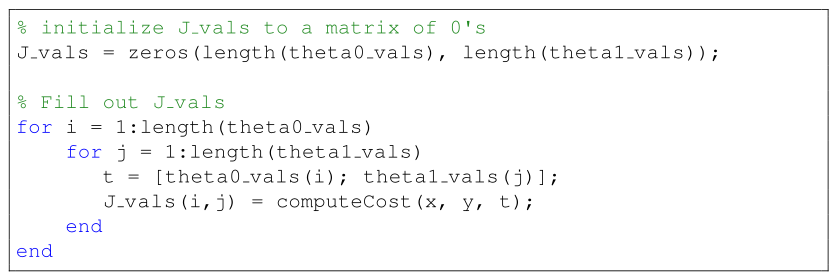 % initialize J_vals to a matrix of 0's
J_vals = zeros(length(theta0_vals), length(theta1_vals));
% Fill out J_vals
for i = 1:length(theta0_vals)
for j = 1:length(theta1_vals)
t = [theta0_vals(i); theta1_vals(j)];
J_vals(i,j) = computeCost(x, y, t);
end
end